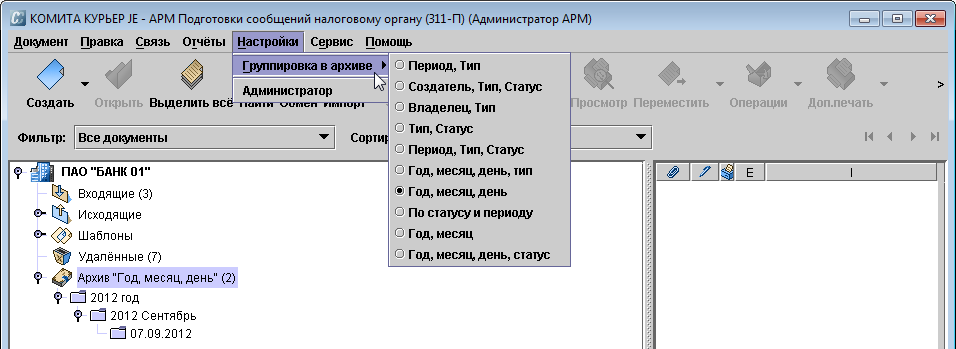 КОМИТА КУРЬЕР JE - АРМ Подготовки сообщений налогового органу (311-П) (Администратор АРМ)
Документ Правка Связь Отчёты Настройки Сервис Помощь
Группировка в архиве
Администратор
Период, Тип
Создатель, Тип, Статус
Владелец, Тип
Тип, Статус
Период, Тип, Статус
Год, месяц, день, тип
Год, месяц, день
По статусу и периоду
Год, месяц
Год, месяц, день, статус
Создать Открыть Выделить всё Найти Обмен Импорт Просмотр Переместить Операции Доп.печать
Фильтр: Все документы Сортир
ПАО "БАНК 01"
Входящие (3)
Исходящие
Шаблоны
Удалённые (7)
Архив "Год, месяц, день" (2)
2012 год
2012 Сентябрь
07.09.2012
Е I